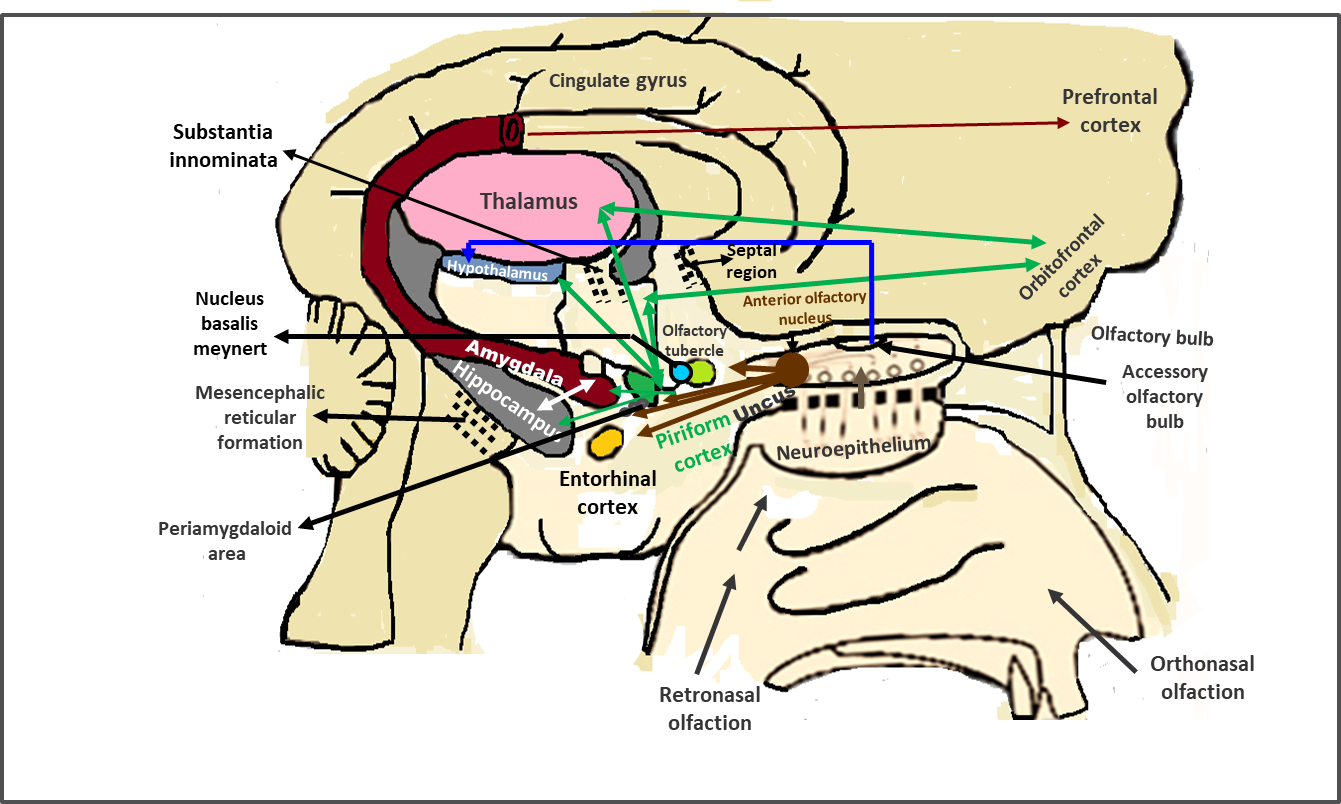 Cingulate gyrus
Prefrontal
cortex
Substantia
innominata
Thalamus
Orbitofrontal
cortex
Septal
region
Hypothalamus
Nucleus
basalis
meynert
Anterior olfactory
nucleus
Olfactory
tubercle
Olfactory bulb
Amygdala
Hippocampus
Accessory
olfactory
bulb
Mesencephalic
reticular
formation
Uncus
Piriform
cortex
Neuroepithelium
Entorhinal
cortex
Periamygdaloid
area
Retronasal
olfaction
Orthonasal
olfaction